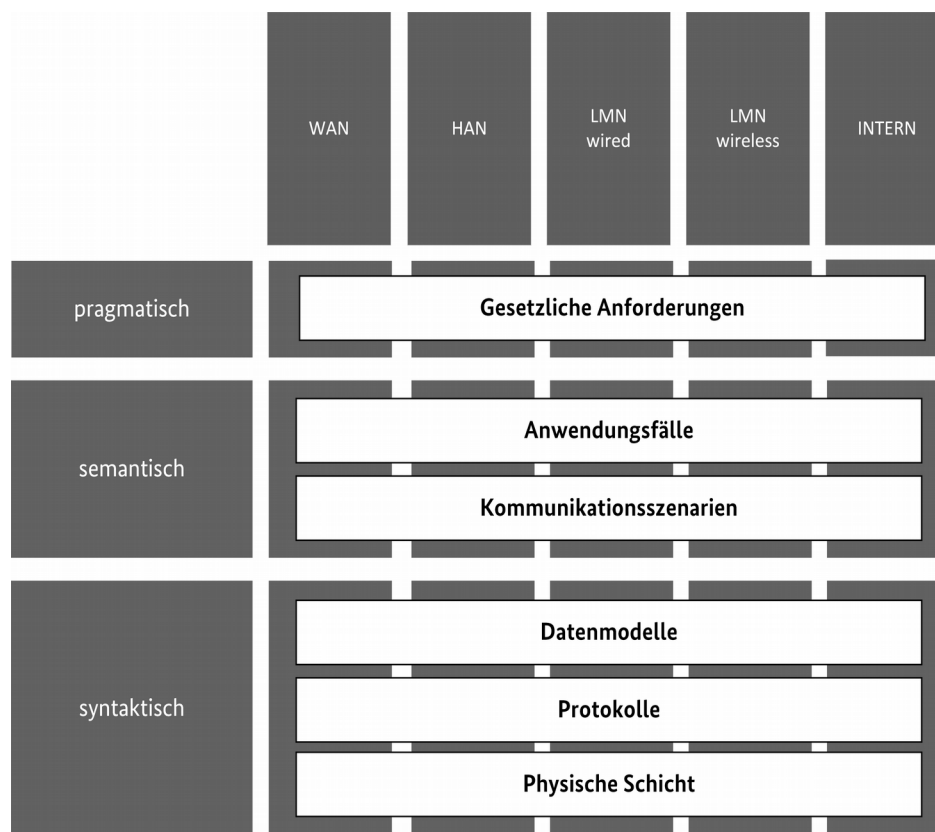 WAN
HAN
LMN
wired
LMN
wireless
INTERN
pragmatisch
Gesetzliche Anforderungen
semantisch
Anwendungsfälle
Kommunikationsszenarien
syntaktisch
Datenmodelle
Protokolle
Physische Schicht